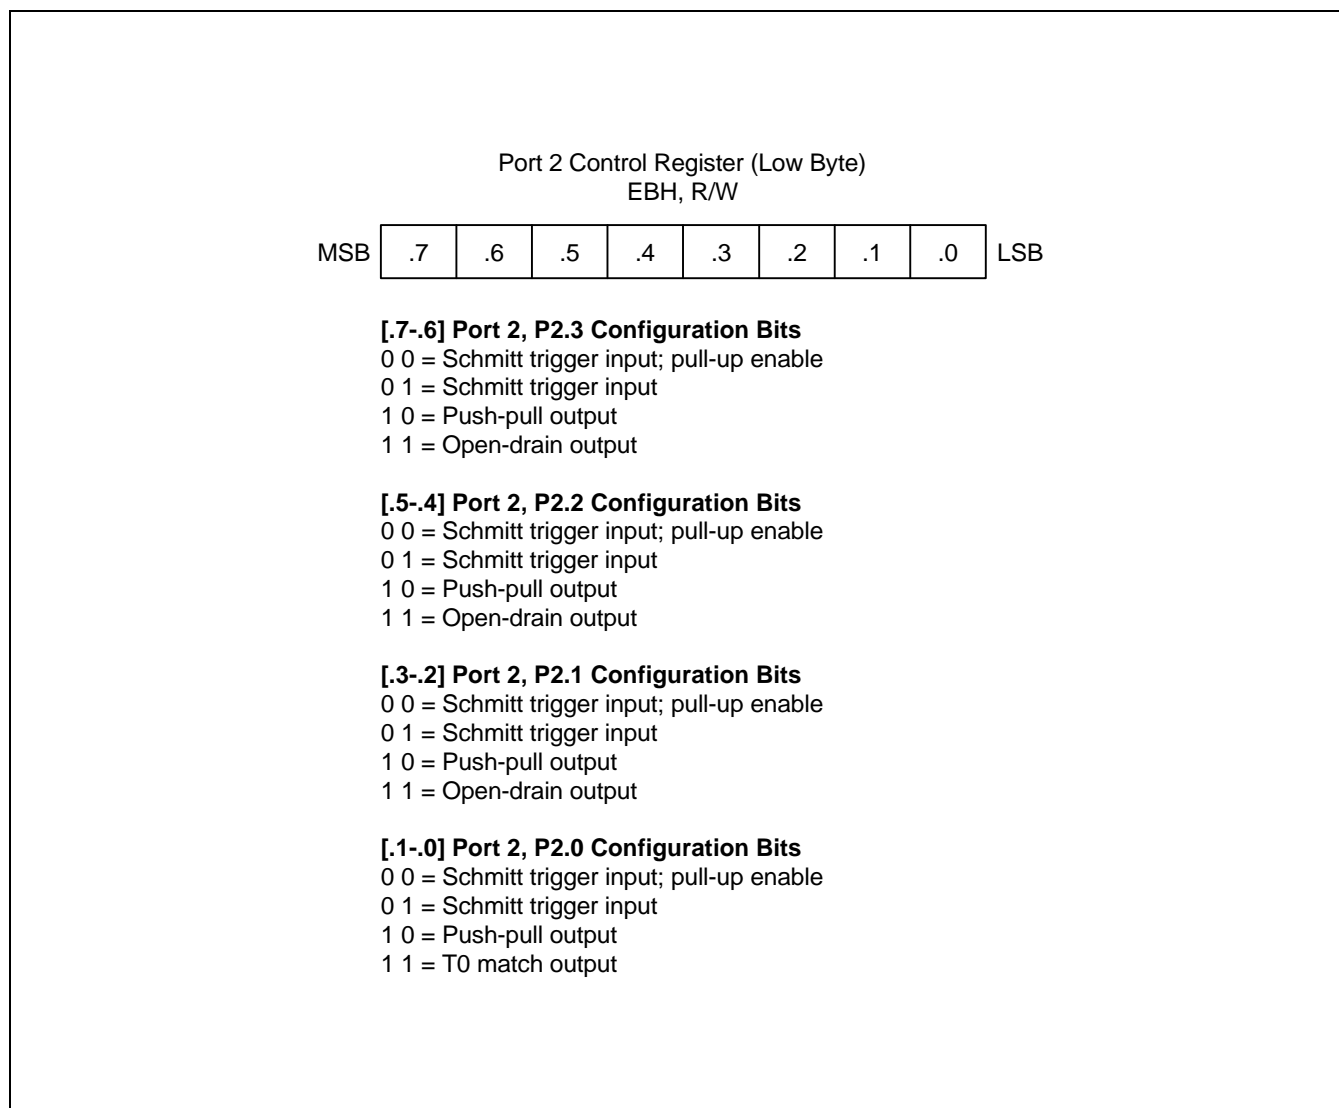 Port 2 Control Register (Low Byte)
EBH, R/W
MSB .7 .6 .5 .4 .3 .2 .1 .0 LSB
[.7-.6] Port 2, P2.3 Configuration Bits
0 0 = Schmitt trigger input; pull-up enable
0 1 = Schmitt trigger input
1 0 = Push-pull output
1 1 = Open-drain output
[.5-.4] Port 2, P2.2 Configuration Bits
0 0 = Schmitt trigger input; pull-up enable
0 1 = Schmitt trigger input
1 0 = Push-pull output
1 1 = Open-drain output
[.3-.2] Port 2, P2.1 Configuration Bits
0 0 = Schmitt trigger input; pull-up enable
0 1 = Schmitt trigger input
1 0 = Push-pull output
1 1 = Open-drain output
[.1-.0] Port 2, P2.0 Configuration Bits
0 0 = Schmitt trigger input; pull-up enable
0 1 = Schmitt trigger input
1 0 = Push-pull output
1 1 = T0 match output